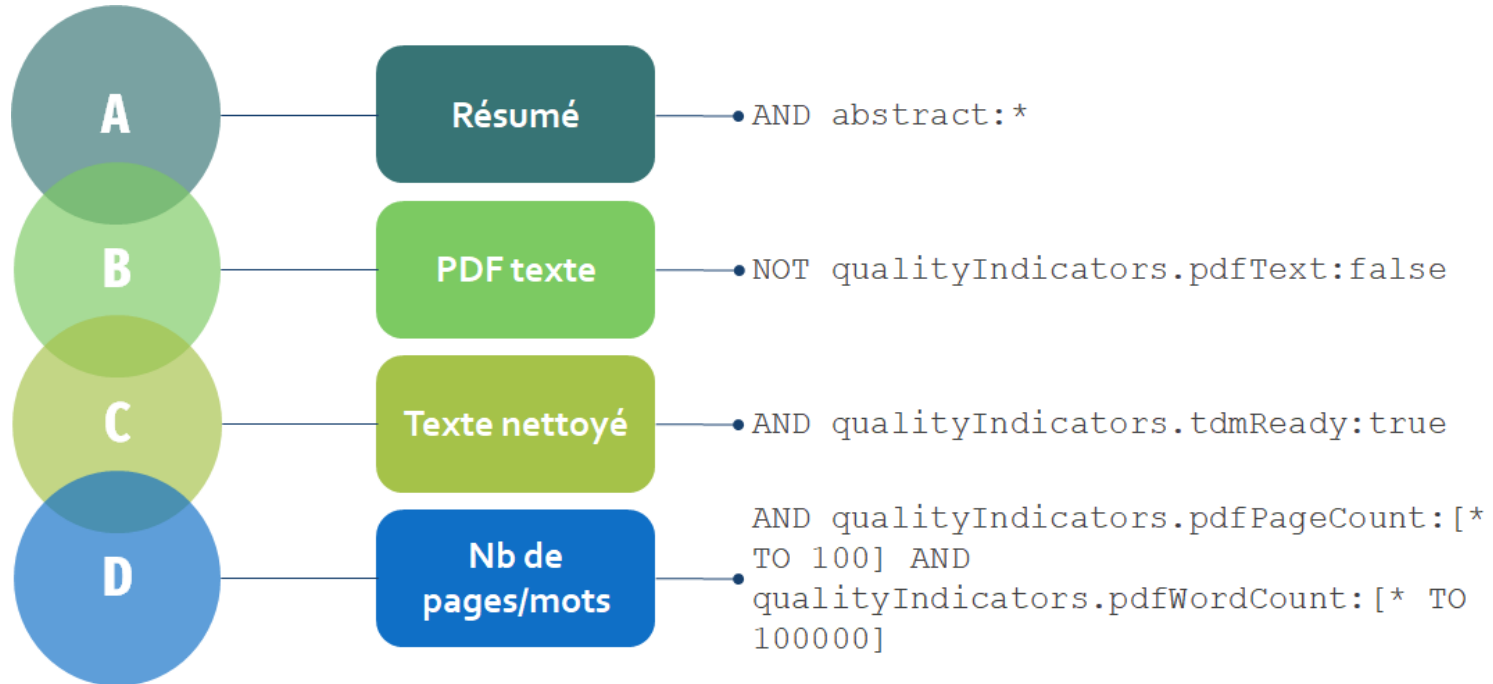 A
Résumé
AND abstract:*
B
PDF texte
NOT qualityIndicators.pdfText:false
C
Texte nettoyé
AND qualityIndicators.tdmReady:true
D
Nb de
pages/mots
AND qualityIndicators.pdfPageCount:[*
TO 100] AND
qualityIndicators.pdfWordCount:[* TO
100000]